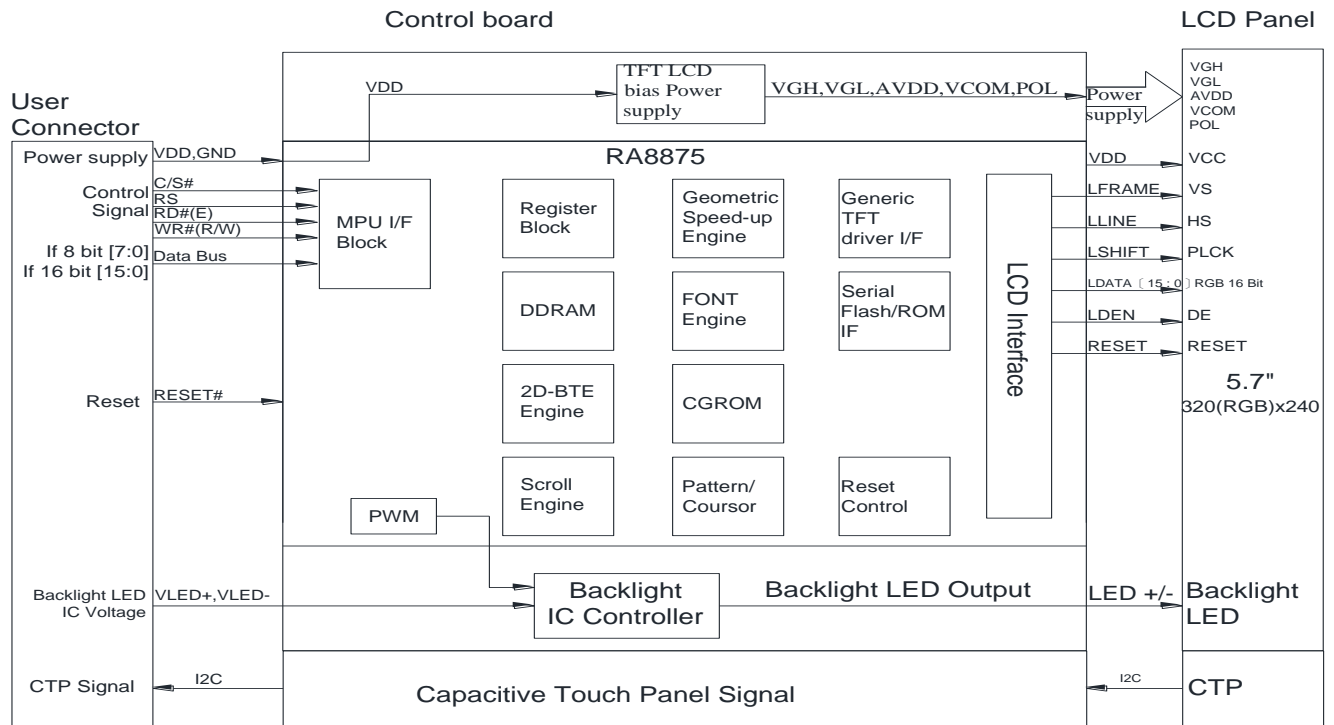 Control board
LCD Panel
User
Connector
VDD
TFT LCD
bias Power
supply
VGH,VGL,AVDD,VCOM,POL
Power
supply
VGH
VGL
AVDD
VCOM
POL
Power supply
VDD,GND
RA8875
VDD
VCC
Control
Signal
C/S#
RS
RD#(E)
WR#(R/W)
If 8 bit [7:0]
If 16 bit [15:0]
Data Bus
MPU I/F
Block
Register
Block
Geometric
Speed-up
Engine
Generic
TFT
driver I/F
DDRAM
FONT
Engine
Serial
Flash/ROM
IF
2D-BTE
Engine
CGROM
Scroll
Engine
Pattern/
Coursor
Reset
Control
LCD Interface
LFRAME
VS
LLINE
HS
LSHIFT
PLCK
LDATA〔15:0〕RGB 16 Bit
LDEN
DE
RESET
RESET
5.7"
320(RGB)x240
Reset
RESET#
PWM
Backlight LED
IC Voltage
VLED+,VLED-
Backlight
IC Controller
Backlight LED Output
LED +/-
Backlight
LED
CTP Signal
I2C
Capacitive Touch Panel Signal
I2C
CTP